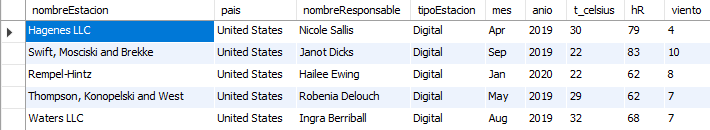 nombreEstacion pais nombreResponsable tipoEstacion mes anio t_celsius hR viento
Hagenes LLC United States Nicole Sallis Digital Apr 2019 30 79 4
Swift, Mosciski and Brekke United States Janot Dicks Digital Sep 2019 22 83 10
Rempel-Hintz United States Hailee Ewing Digital Jan 2020 22 62 8
Thompson, Konopelski and West United States Robenia Delouch Digital May 2019 29 62 7
Waters LLC United States Ingra Berriball Digital Aug 2019 32 68 7